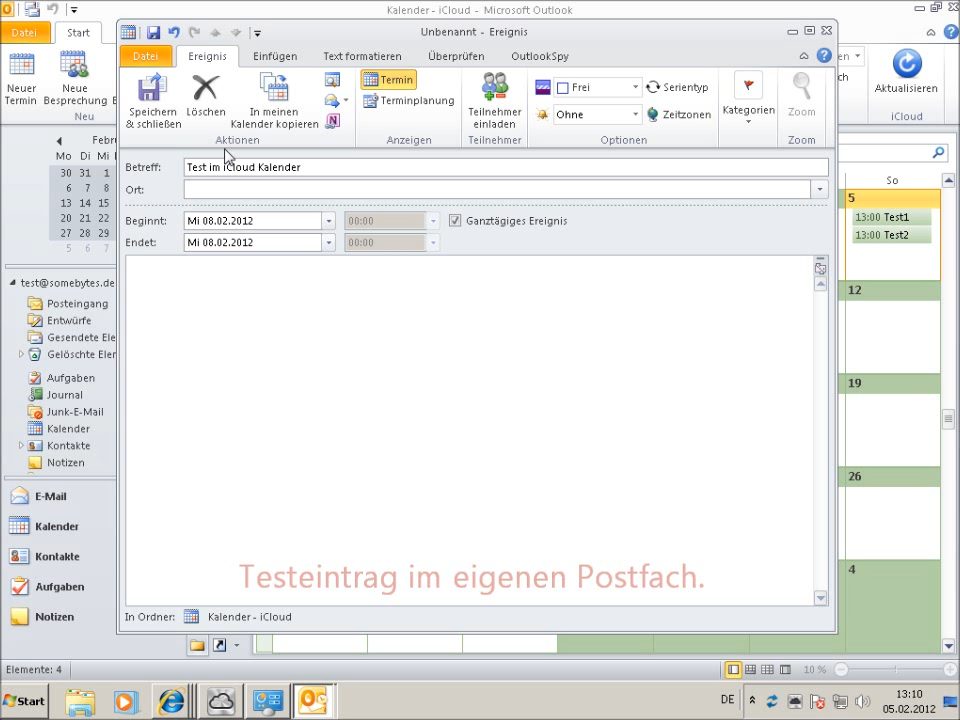 Kalender - iCloud - Microsoft Outlook
Datei
Start
Neuer
Termin
Neue
Besprechung
Neu
Aktualisieren
iCloud
Unbenannt - Ereignis
Datei
Ereignis
Einfügen
Text formatieren
Überprüfen
OutlookSpy
Speichern
& schließen
Löschen
In meinen
Kalender kopieren
Aktionen
Termin
Terminplanung
Anzeigen
Teilnehmer
einladen
Teilnehmer
Frei
Ohne
Serientyp
Zeitzonen
Optionen
Kategorien
Zoom
Zoom
Betreff: Test im iCloud Kalender
Ort:
Beginnt: Mi 08.02.2012 00:00 Ganztägiges Ereignis
Endet: Mi 08.02.2012 00:00
Testeintrag im eigenen Postfach.
In Ordner: Kalender - iCloud
Febru
Mo Di Mi
30 31 1
6 7 8
13 14 15
20 21 22
27 28 29
5 6 7
test@somebytes.de
Posteingang
Entwürfe
Gesendete Ele
Gelöschte Eler
Aufgaben
Journal
Junk-E-Mail
Kalender
Kontakte
Notizen
E-Mail
Kalender
Kontakte
Aufgaben
Notizen
So
5
13:00 Test1
13:00 Test2
12
19
26
4
Elemente: 4
10 %
Start
DE
13:10
05.02.2012